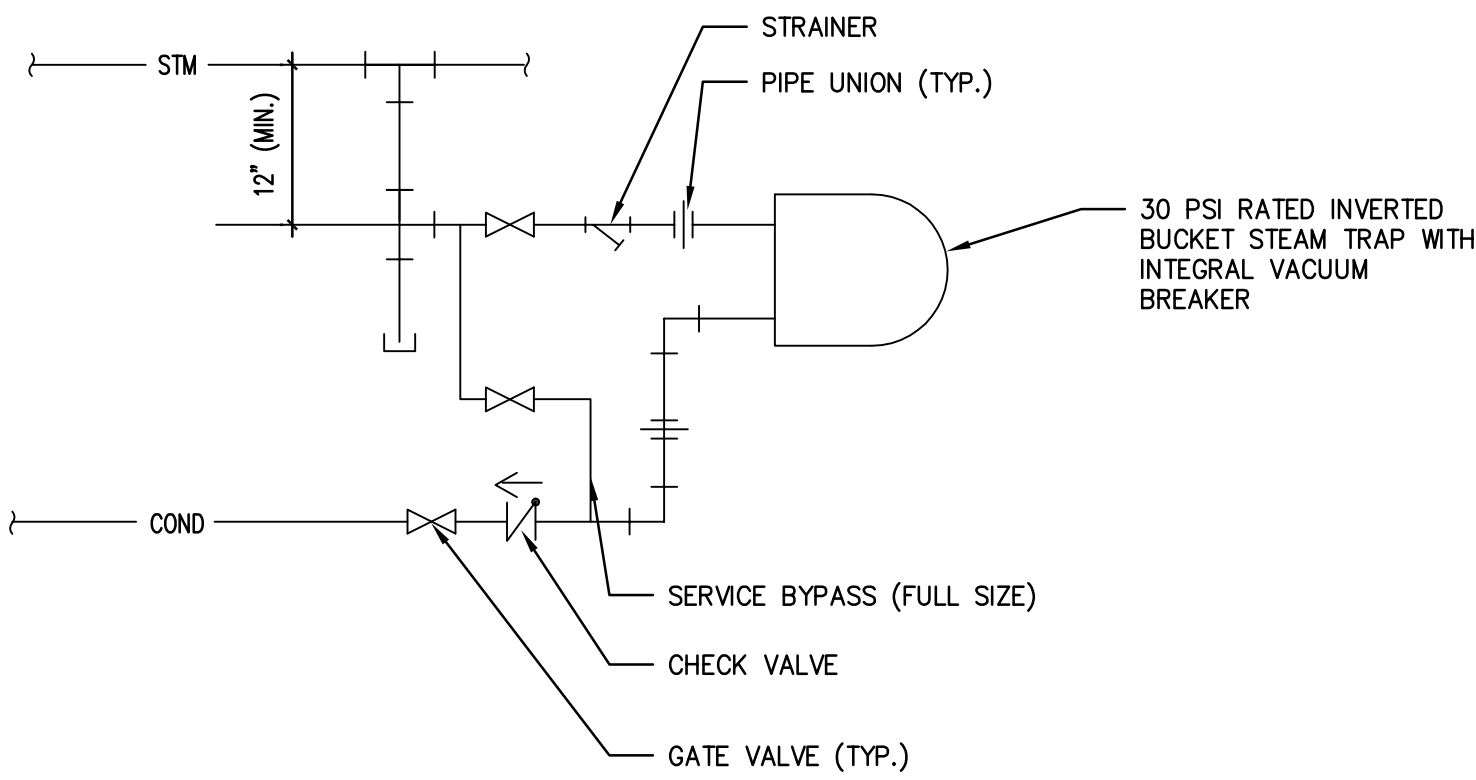 STRAINER
STM
PIPE UNION (TYP.)
12" (MIN.)
30 PSI RATED INVERTED
BUCKET STEAM TRAP WITH
INTEGRAL VACUUM
BREAKER
COND
SERVICE BYPASS (FULL SIZE)
CHECK VALVE
GATE VALVE (TYP.)